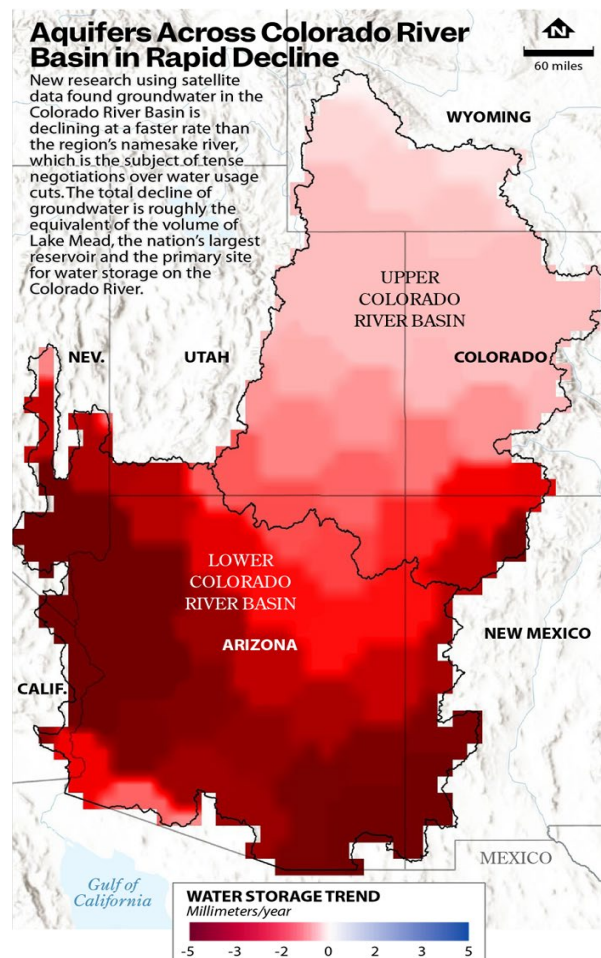 Aquifers Across Colorado River
Basin in Rapid Decline
New research using satellite
data found groundwater in the
Colorado River Basin is
declining at a faster rate than
the region's namesake river,
which is the subject of tense
negotiations over water usage
cuts. The total decline of
groundwater is roughly the
equivalent of the volume of
Lake Mead, the nation's largest
reservoir and the primary site
for water storage on the
Colorado River.
N
60 miles
WYOMING
UPPER
COLORADO
RIVER BASIN
NEV.
UTAH
COLORADO
LOWER
COLORADO
RIVER BASIN
ARIZONA
NEW MEXICO
CALIF.
MEXICO
Gulf of
California
WATER STORAGE TREND
Millimeters/year
-5 -3 -2 0 2 3 5